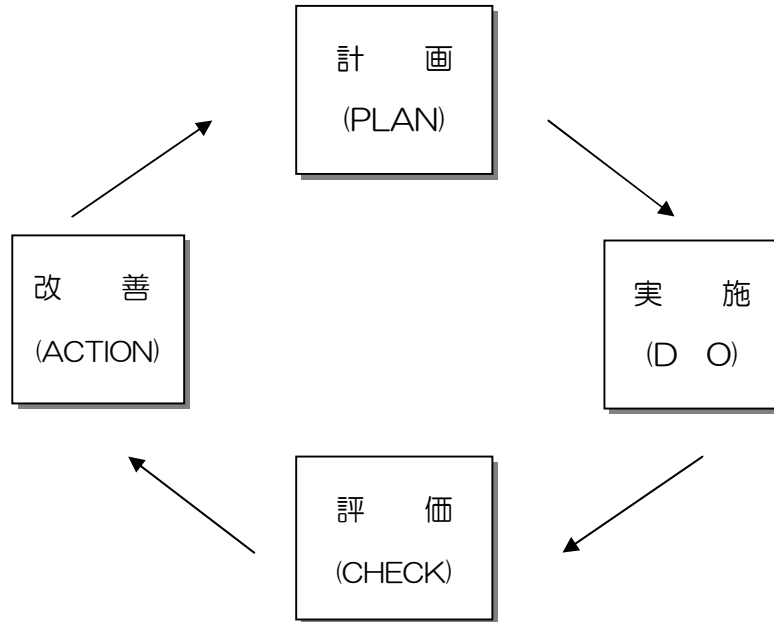 計　画
(PLAN)
実　施
(D　O)
評　価
(CHECK)
改　善
(ACTION)